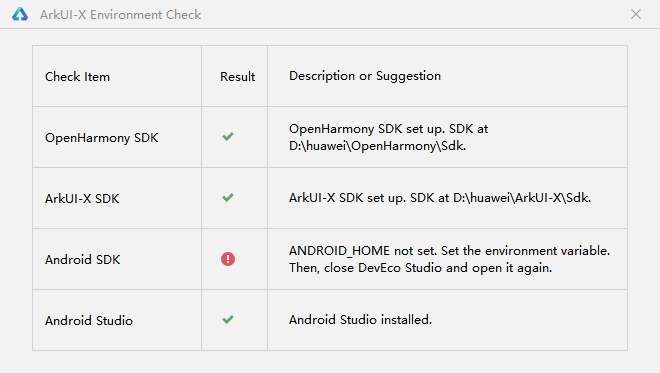 ArkUI-X Environment Check
Check Item
Result
Description or Suggestion
OpenHarmony SDK
OpenHarmony SDK set up. SDK at
D:\huawei\OpenHarmony\Sdk.
ArkUI-X SDK
ArkUI-X SDK set up. SDK at D:\huawei\ArkUI-X\Sdk.
Android SDK
ANDROID_HOME not set. Set the environment variable.
Then, close DevEco Studio and open it again.
Android Studio
Android Studio installed.